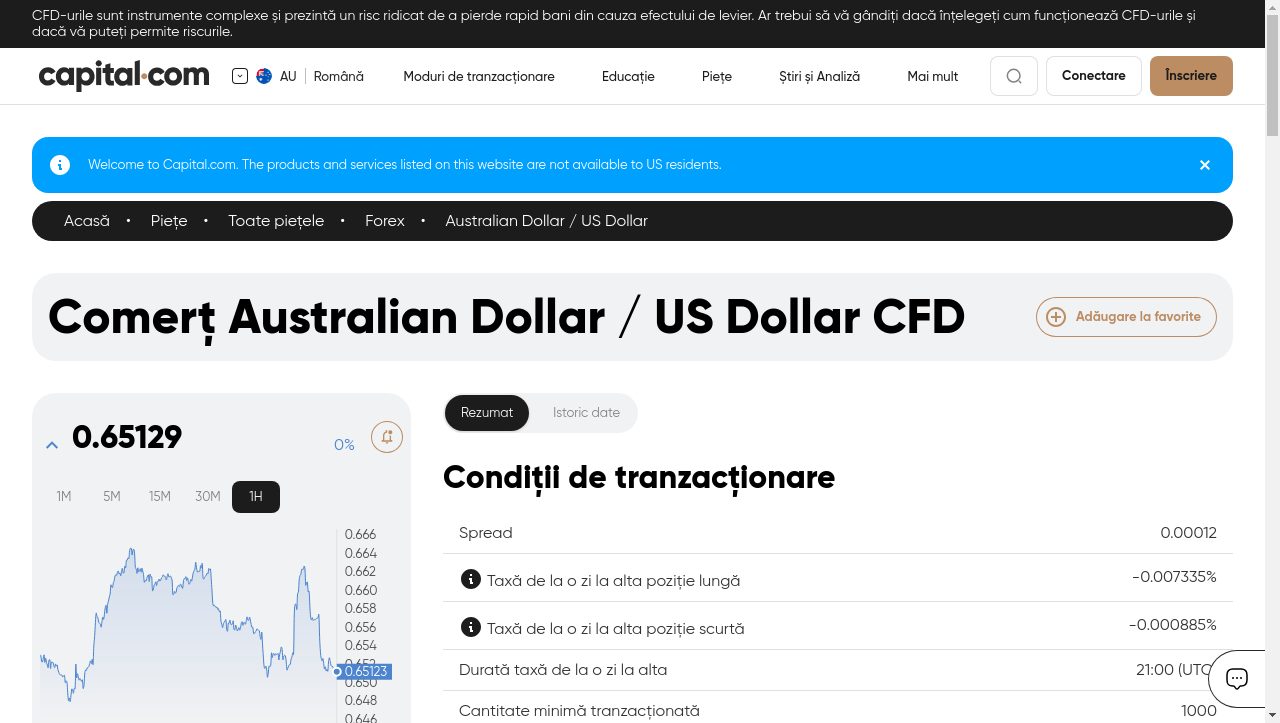 CFD-urile sunt instrumente complexe și prezintă un risc ridicat de a pierde rapid bani din cauza efectului de levier. Ar trebui să vă gândiți dacă înțelegeți cum funcționează CFD-urile și
dacă vă puteți permite riscurile.
capital.com
AU
Română
Moduri de tranzacționare
Educație
Piețe
Știri și Analiză
Mai mult
Conectare
Înscriere
Welcome to Capital.com. The products and services listed on this website are not available to US residents.
Acasă • Piețe • Toate piețele • Forex • Australian Dollar / US Dollar
Comerț Australian Dollar / US Dollar CFD
Adăugare la favorite
0.65129
0%
1M 5M 15M 30M 1H
0.666
0.664
0.662
0.660
0.658
0.656
0.654
0.65123
0.650
0.648
0.646
Rezumat
Istoric date
Condiții de tranzacționare
Spread 0.00012
Taxă de la o zi la alta poziție lungă -0.007335%
Taxă de la o zi la alta poziție scurtă -0.000885%
Durată taxă de la o zi la alta 21:00 (UTC)
Cantitate minimă tranzacționată 1000